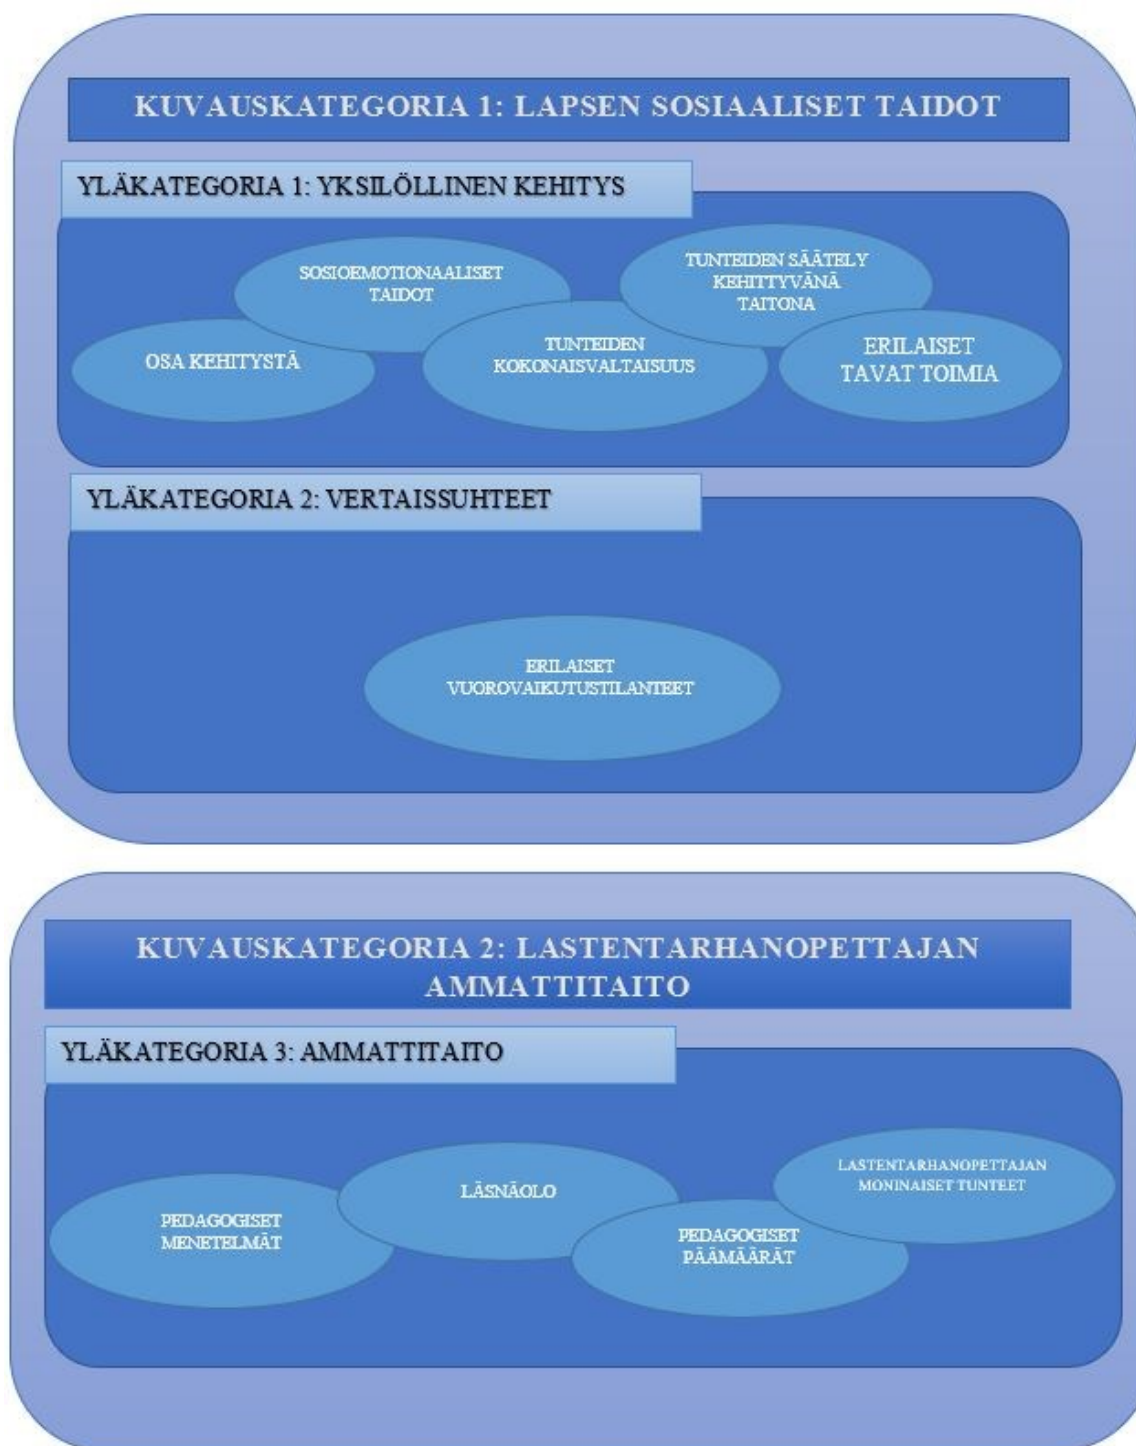 KUVAUSKATEGORIA 1: LAPSEN SOSIAALISET TAIDOT
YLÄKATEGORIA 1: YKSILÖLLINEN KEHITYS
OSA KEHITYSTÄ
SOSIOEMOTIONAALISET
TAIDOT
TUNTEIDEN
KOKONAISVALTAISUUS
TUNTEIDEN SÄÄTELY
KEHITTYVÄNÄ
TAITONA
ERILAISET
TAVAT TOIMIA
YLÄKATEGORIA 2: VERTAISSUHTEET
ERILAISET
VUOROVAIKUTUSTILANTEET
KUVAUSKATEGORIA 2: LASTENTARHANOPETTAJAN
AMMATTITAITO
YLÄKATEGORIA 3: AMMATTITAITO
PEDAGOGISET
MENETELMÄT
LÄSNÄOLO
PEDAGOGISET
PÄÄMÄÄRÄT
LASTENTARHANOPETTAJAN
MONINAISET TUNTEET